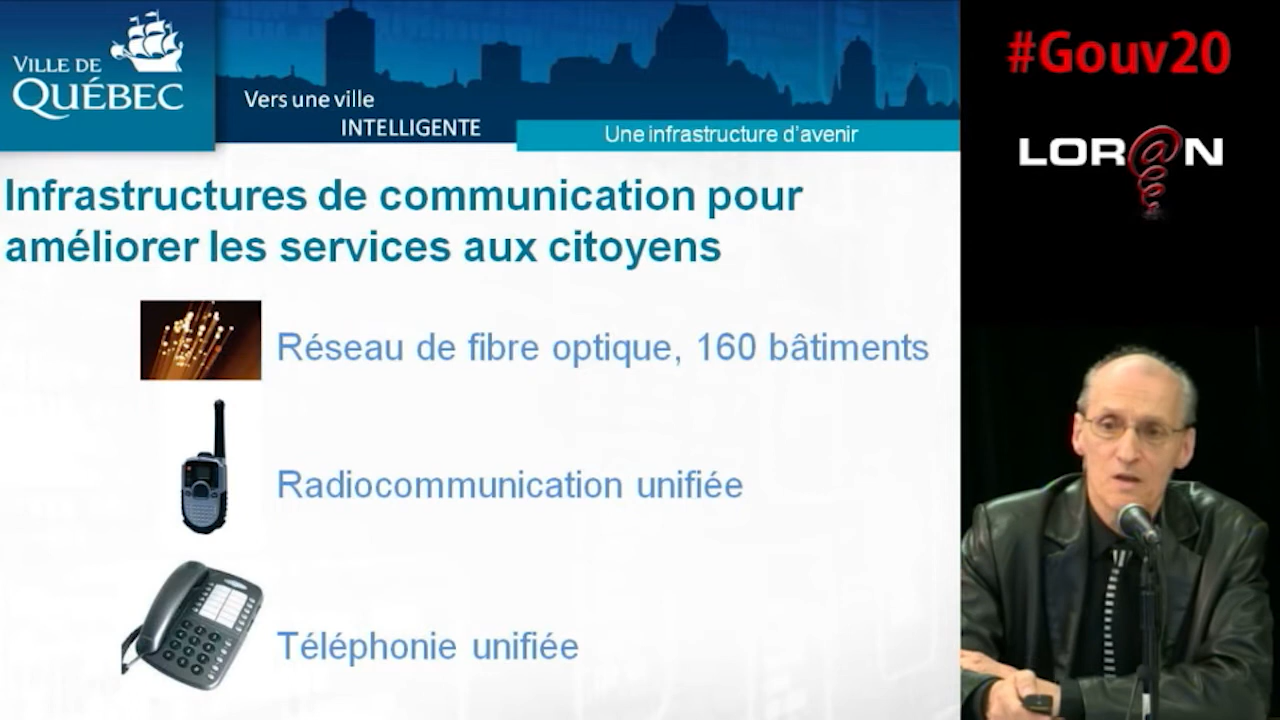 VILLE DE
QUÉBEC
Vers une ville
INTELLIGENTE
Une infrastructure d'avenir
#Gouv20
LOR@N
Infrastructures de communication pour
améliorer les services aux citoyens
Réseau de fibre optique, 160 bâtiments
Radiocommunication unifiée
Téléphonie unifiée